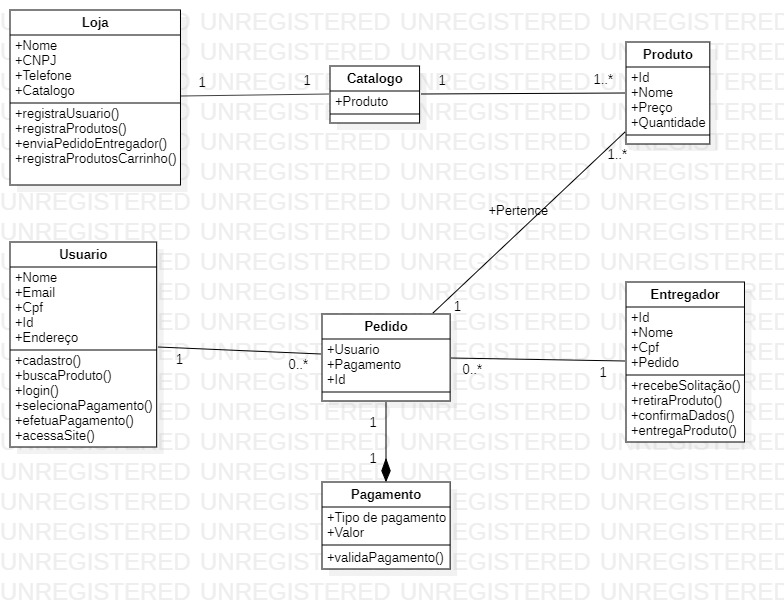 Loja
+Nome
+CNPJ
+Telefone
+Catalogo
+registraUsuario()
+registraProdutos()
+enviaPedidoEntregador()
+registraProdutosCarrinho()
1
1
Catalogo
+Produto
1
1..*
Produto
+Id
+Nome
+Preço
+Quantidade
1..*
+Pertence
1
Usuario
+Nome
+Email
+Cpf
+Id
+Endereço
+cadastro()
+buscaProduto()
+login()
+selecionaPagamento()
+efetuaPagamento()
+acessaSite()
1
0..*
Pedido
+Usuario
+Pagamento
+Id
0..*
1
Entregador
+Id
+Nome
+Cpf
+Pedido
+recebeSolitação()
+retiraProduto()
+confirmaDados()
+entregaProduto()
1
1
Pagamento
+Tipo de pagamento
+Valor
+validaPagamento()
UNREGISTERED